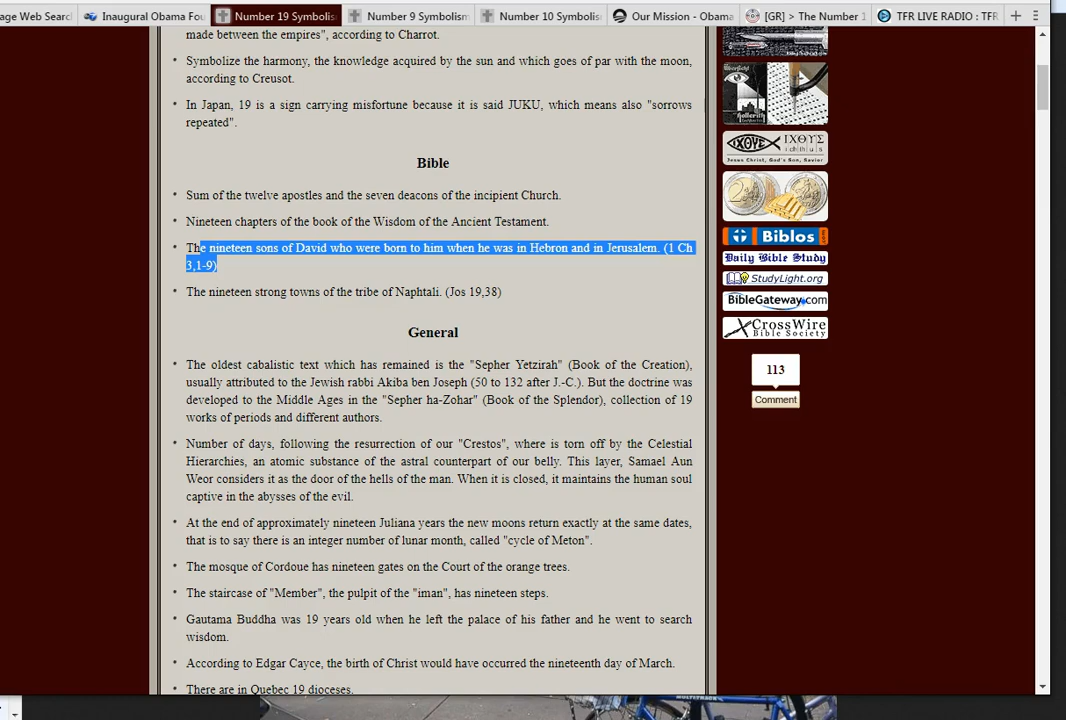 age Web Search
Inaugural Obama Fou
Number 19 Symbolis
Number 9 Symbolism
Number 10 Symbolis
Our Mission - Obama
[GR] > The Number 1
TFR LIVE RADIO : TFR
made between the empires", according to Charrot.
Symbolize the harmony, the knowledge acquired by the sun and which goes of par with the moon,
according to Creusot.
In Japan, 19 is a sign carrying misfortune because it is said JUKU, which means also "sorrows
repeated".
Bible
Sum of the twelve apostles and the seven deacons of the incipient Church.
Nineteen chapters of the book of the Wisdom of the Ancient Testament.
The nineteen sons of David who were born to him when he was in Hebron and in Jerusalem. (1 Ch
3,1-9)
The nineteen strong towns of the tribe of Naphtali. (Jos 19,38)
General
The oldest cabalistic text which has remained is the "Sepher Yetzirah" (Book of the Creation),
usually attributed to the Jewish rabbi Akiba ben Joseph (50 to 132 after J.-C.). But the doctrine was
developed to the Middle Ages in the "Sepher ha-Zohar" (Book of the Splendor), collection of 19
works of periods and different authors.
Number of days, following the resurrection of our "Crestos", where is torn off by the Celestial
Hierarchies, an atomic substance of the astral counterpart of our belly. This layer, Samael Aun
Weor considers it as the door of the hells of the man. When it is closed, it maintains the human soul
captive in the abysses of the evil.
At the end of approximately nineteen Juliana years the new moons return exactly at the same dates,
that is to say there is an integer number of lunar month, called "cycle of Meton".
The mosque of Cordoue has nineteen gates on the Court of the orange trees.
The staircase of "Member", the pulpit of the "iman", has nineteen steps.
Gautama Buddha was 19 years old when he left the palace of his father and he went to search
wisdom.
According to Edgar Cayce, the birth of Christ would have occurred the nineteenth day of March.
There are in Quebec 19 dioceses.
ΙΧΘΥΣ
ichthus
Jesus Christ, God's Son, Savior
Biblos
Daily Bible Study
StudyLight.org
BibleGateway.com
CrossWire
Bible Society
113
Comment